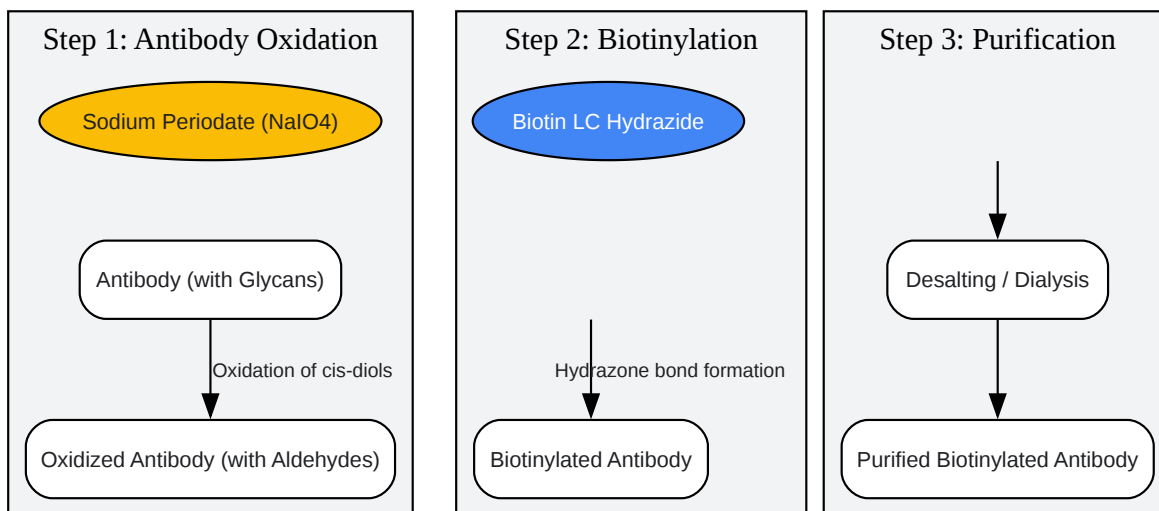 Step 1: Antibody Oxidation
Sodium Periodate (NaIO4)
Antibody (with Glycans)
Oxidation of cis-diols
Oxidized Antibody (with Aldehydes)
Step 2: Biotinylation
Biotin LC Hydrazide
Hydrazone bond formation
Biotinylated Antibody
Step 3: Purification
Desalting / Dialysis
Purified Biotinylated Antibody